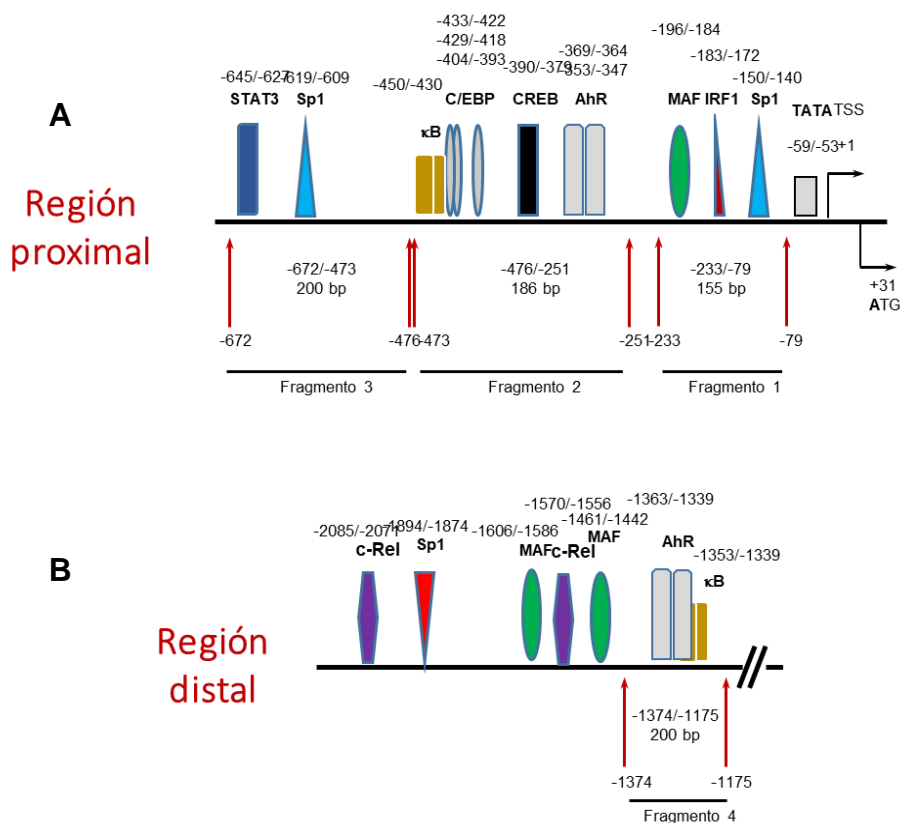 A
Región
proximal
-433/-422
-429/-418
-404/-393
-369/-364
-353/-347
-196/-184
-183/-172
-645/-627
-619/-609
-450/-430
-390/-379
-150/-140
STAT3
Sp1
C/EBP
CREB
AhR
MAF
IRF1
Sp1
TATA
TSS
κB
-59/-53
+1
-672/-473
200 bp
-476/-251
186 bp
-233/-79
155 bp
+31
ATG
-672
-476
-473
-251
-233
-79
Fragmento 3
Fragmento 2
Fragmento 1
B
Región
distal
-2085/-2071
-1894/-1874
-1606/-1586
-1570/-1556
-1461/-1442
-1363/-1339
-1353/-1339
c-Rel
Sp1
MAF
c-Rel
MAF
AhR
κB
-1374/-1175
200 bp
-1374
-1175
Fragmento 4